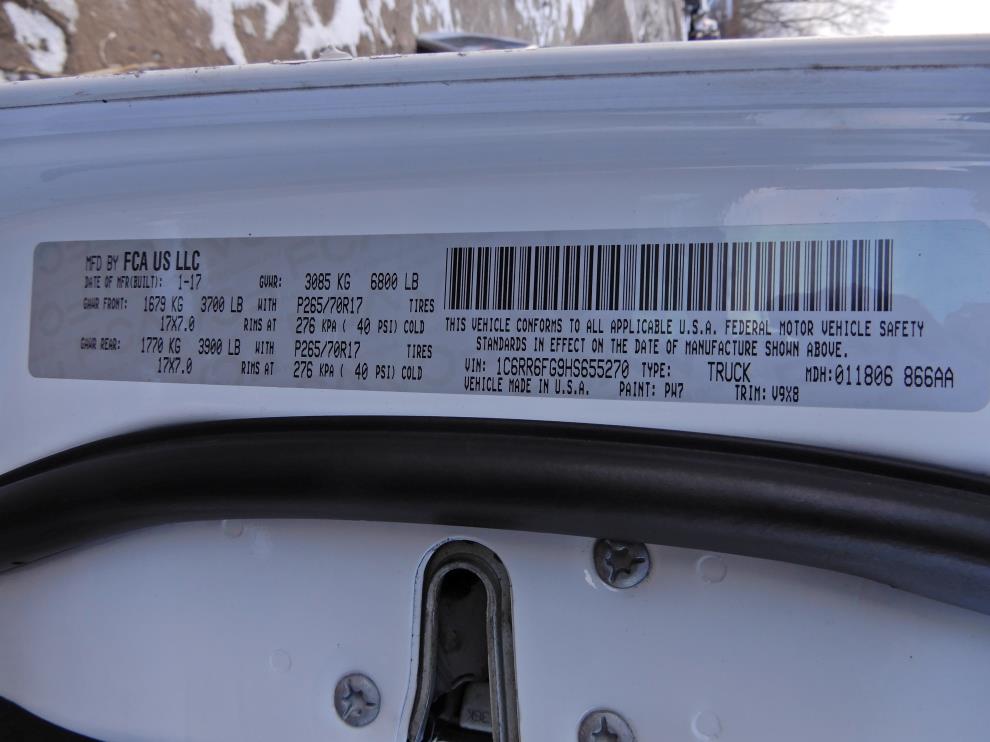 MFD BY FCA US LLC
DATE OF MFR(BUILT): 1-17 GVWR: 3085 KG 6800 LB
GAWR FRONT: 1679 KG 3700 LB WITH P265/70R17 TIRES
17X7.0 RIMS AT 276 KPA ( 40 PSI) COLD
GAWR REAR: 1770 KG 3900 LB WITH P265/70R17 TIRES
17X7.0 RIMS AT 276 KPA ( 40 PSI) COLD
THIS VEHICLE CONFORMS TO ALL APPLICABLE U.S.A. FEDERAL MOTOR VEHICLE SAFETY
STANDARDS IN EFFECT ON THE DATE OF MANUFACTURE SHOWN ABOVE.
VIN: 1C6RR6FG9HS655270 TYPE: TRUCK MDH:011806 866AA
VEHICLE MADE IN U.S.A. PAINT: PW7 TRIM: V9X8